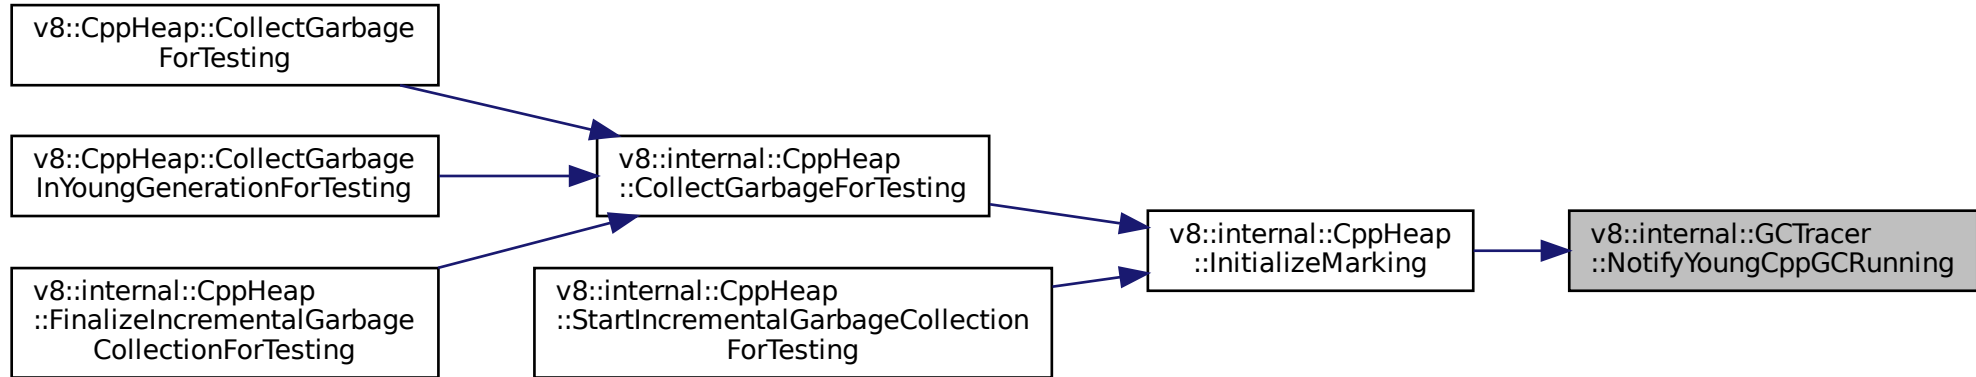 v8::CppHeap::CollectGarbage
ForTesting
v8::CppHeap::CollectGarbage
InYoungGenerationForTesting
v8::internal::CppHeap
::FinalizeIncrementalGarbage
CollectionForTesting
v8::internal::CppHeap
::CollectGarbageForTesting
v8::internal::CppHeap
::StartIncrementalGarbageCollection
ForTesting
v8::internal::CppHeap
::InitializeMarking
v8::internal::GCTracer
::NotifyYoungCppGCRunning